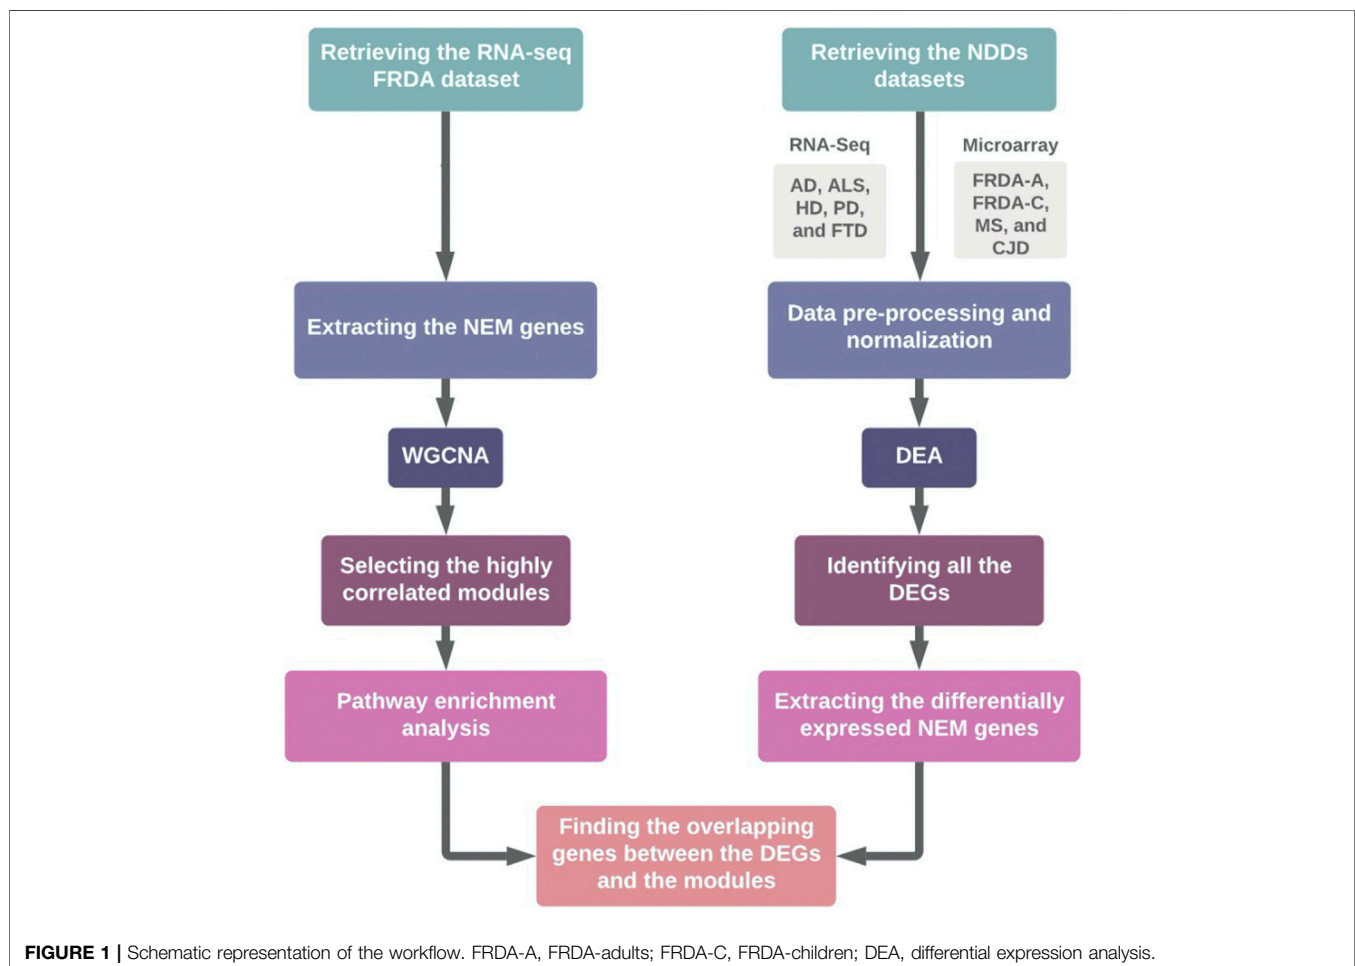 Retrieving the RNA-seq
FRDA dataset
Extracting the NEM genes
WGCNA
Selecting the highly
correlated modules
Pathway enrichment
analysis
Retrieving the NDDs
datasets
RNA-Seq
AD, ALS,
HD, PD,
and FTD
Microarray
FRDA-A,
FRDA-C,
MS, and
CJD
Data pre-processing and
normalization
DEA
Identifying all the
DEGs
Extracting the differentially
expressed NEM genes
Finding the overlapping
genes between the DEGs
and the modules
FIGURE 1 | Schematic representation of the workflow. FRDA-A, FRDA-adults; FRDA-C, FRDA-children; DEA, differential expression analysis.